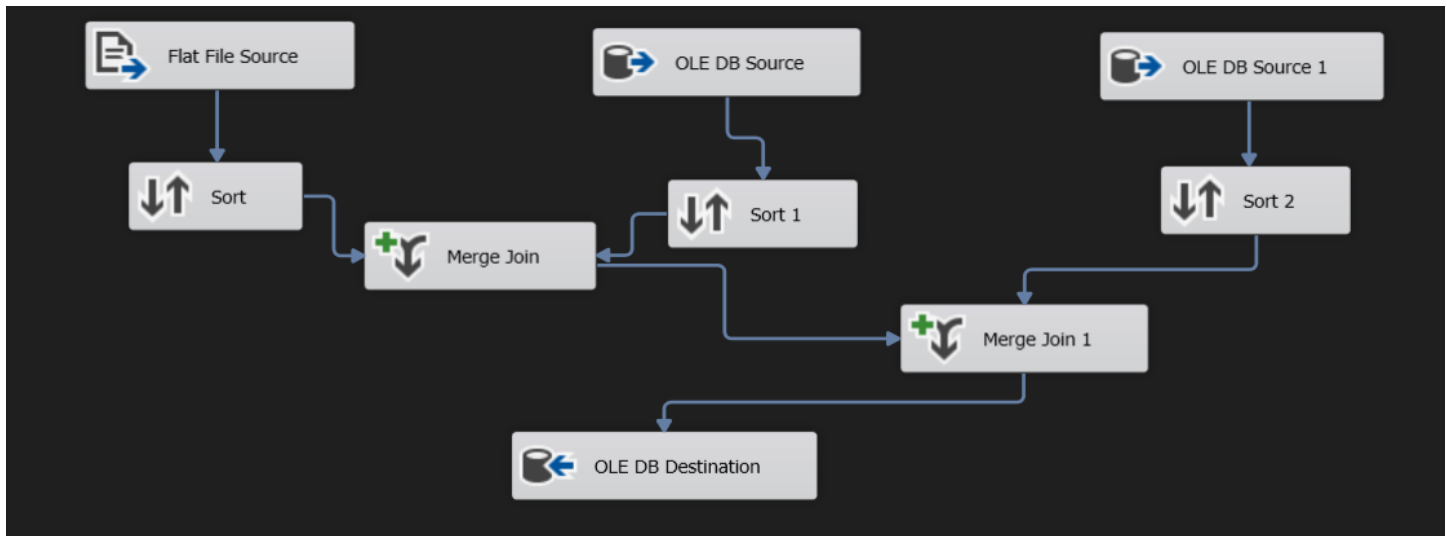 Flat File Source
OLE DB Source
OLE DB Source 1
Sort
Sort 1
Sort 2
Merge Join
Merge Join 1
OLE DB Destination